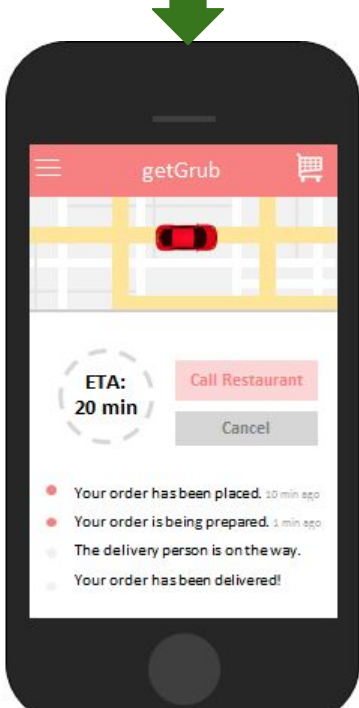 getGrub
ETA:
20 min
Call Restaurant
Cancel
Your order has been placed. 10 min ago
Your order is being prepared. 1 min ago
The delivery person is on the way.
Your order has been delivered!